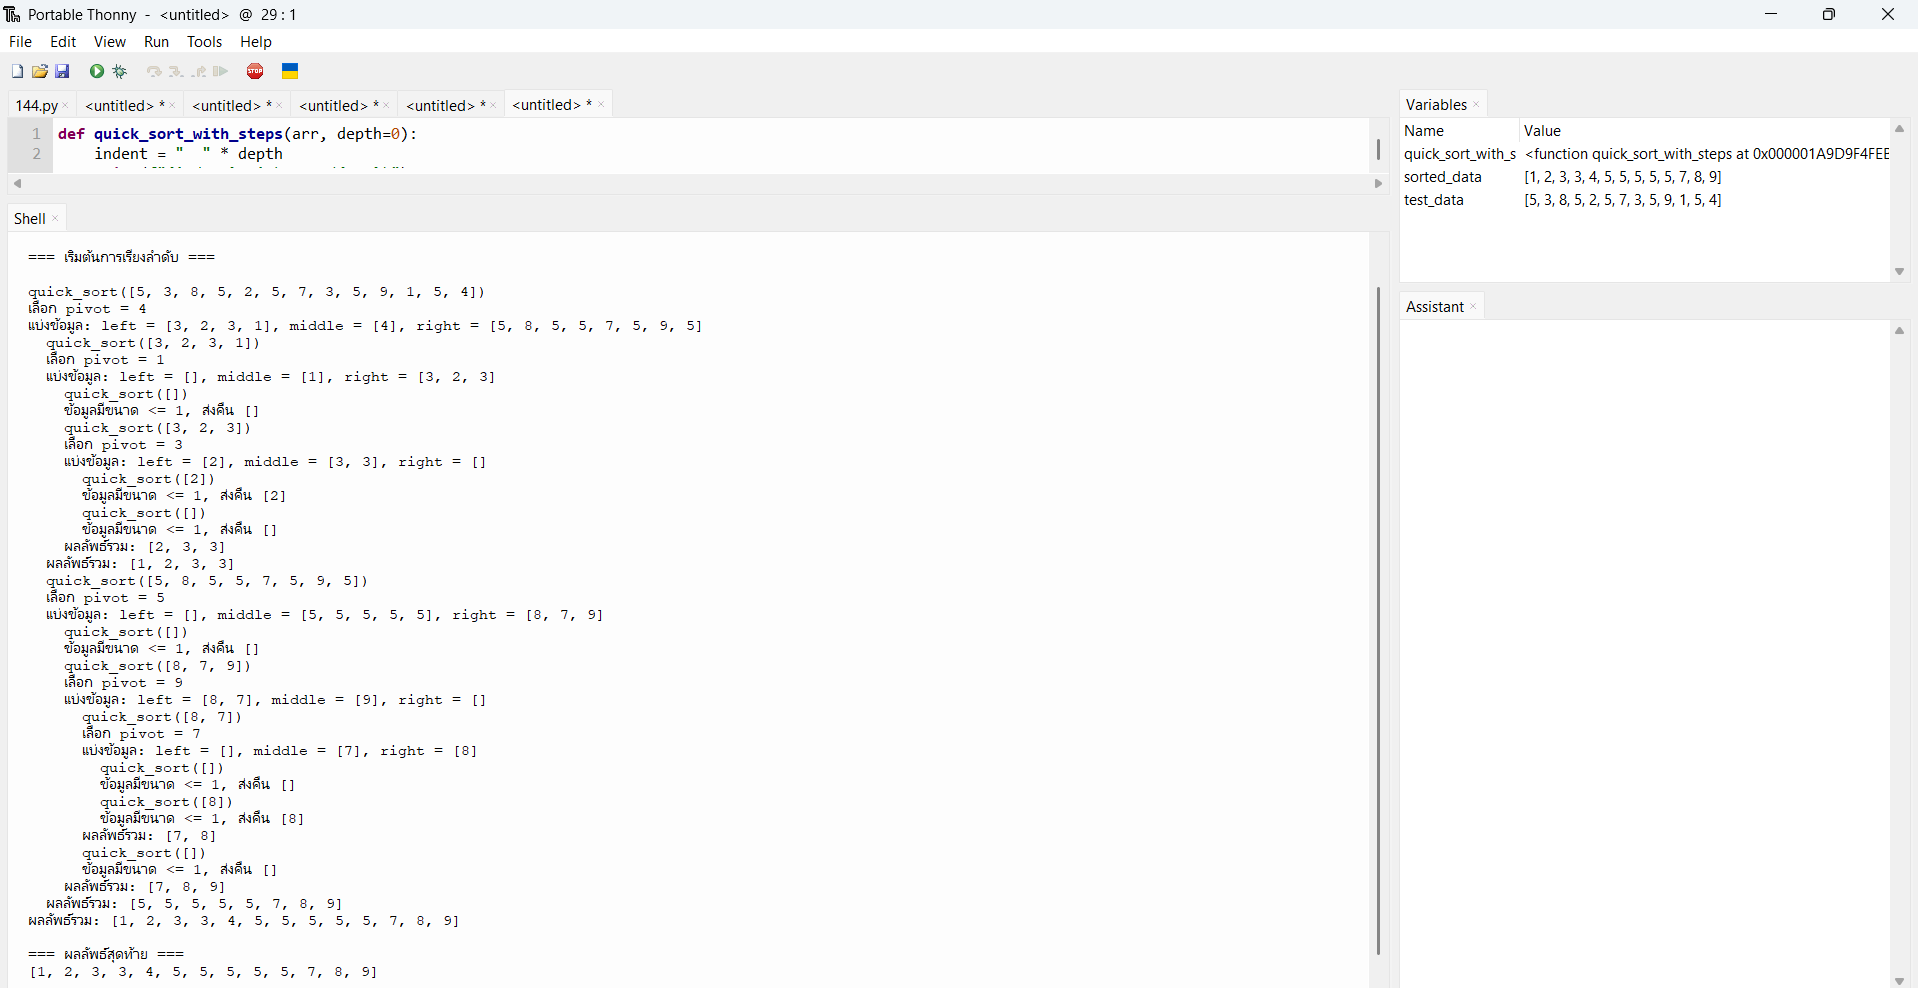 Portable Thonny - <untitled> @ 29:1
File Edit View Run Tools Help
144.py <untitled> * <untitled> * <untitled> * <untitled> * <untitled> *
1 def quick_sort_with_steps(arr, depth=0):
2 indent = "  " * depth
Shell
=== เริ่มต้นการเรียงลำดับ ===
quick_sort([5, 3, 8, 5, 2, 5, 7, 3, 5, 9, 1, 5, 4])
เลือก pivot = 4
แบ่งข้อมูล: left = [3, 2, 3, 1], middle = [4], right = [5, 8, 5, 5, 7, 5, 9, 5]
quick_sort([3, 2, 3, 1])
เลือก pivot = 1
แบ่งข้อมูล: left = [], middle = [1], right = [3, 2, 3]
quick_sort([])
ข้อมูลมีขนาด <= 1, ส่งคืน []
quick_sort([3, 2, 3])
เลือก pivot = 3
แบ่งข้อมูล: left = [2], middle = [3, 3], right = []
quick_sort([2])
ข้อมูลมีขนาด <= 1, ส่งคืน [2]
quick_sort([])
ข้อมูลมีขนาด <= 1, ส่งคืน []
ผลลัพธ์รวม: [2, 3, 3]
ผลลัพธ์รวม: [1, 2, 3, 3]
quick_sort([5, 8, 5, 5, 7, 5, 9, 5])
เลือก pivot = 5
แบ่งข้อมูล: left = [], middle = [5, 5, 5, 5, 5], right = [8, 7, 9]
quick_sort([])
ข้อมูลมีขนาด <= 1, ส่งคืน []
quick_sort([8, 7, 9])
เลือก pivot = 9
แบ่งข้อมูล: left = [8, 7], middle = [9], right = []
quick_sort([8, 7])
เลือก pivot = 7
แบ่งข้อมูล: left = [], middle = [7], right = [8]
quick_sort([])
ข้อมูลมีขนาด <= 1, ส่งคืน []
quick_sort([8])
ข้อมูลมีขนาด <= 1, ส่งคืน [8]
ผลลัพธ์รวม: [7, 8]
quick_sort([])
ข้อมูลมีขนาด <= 1, ส่งคืน []
ผลลัพธ์รวม: [7, 8, 9]
ผลลัพธ์รวม: [5, 5, 5, 5, 5, 7, 8, 9]
ผลลัพธ์รวม: [1, 2, 3, 3, 4, 5, 5, 5, 5, 5, 7, 8, 9]
=== ผลลัพธ์สุดท้าย ===
[1, 2, 3, 3, 4, 5, 5, 5, 5, 5, 7, 8, 9]
Variables
Name Value
quick_sort_with_s <function quick_sort_with_steps at 0x000001A9D9F4FEE
sorted_data [1, 2, 3, 3, 4, 5, 5, 5, 5, 5, 7, 8, 9]
test_data [5, 3, 8, 5, 2, 5, 7, 3, 5, 9, 1, 5, 4]
Assistant